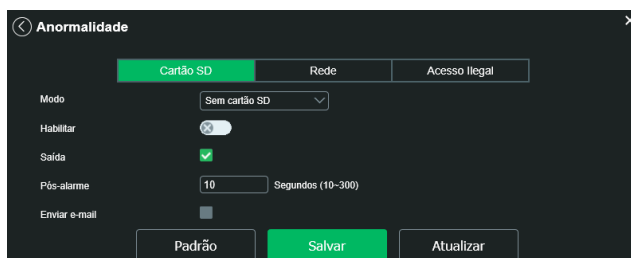 Anormalidade
Cartão SD Rede Acesso Ilegal
Modo Sem cartão SD
Habilitar
Saída
Pós-alarme 10 Segundos (10~300)
Enviar e-mail
Padrão Salvar Atualizar